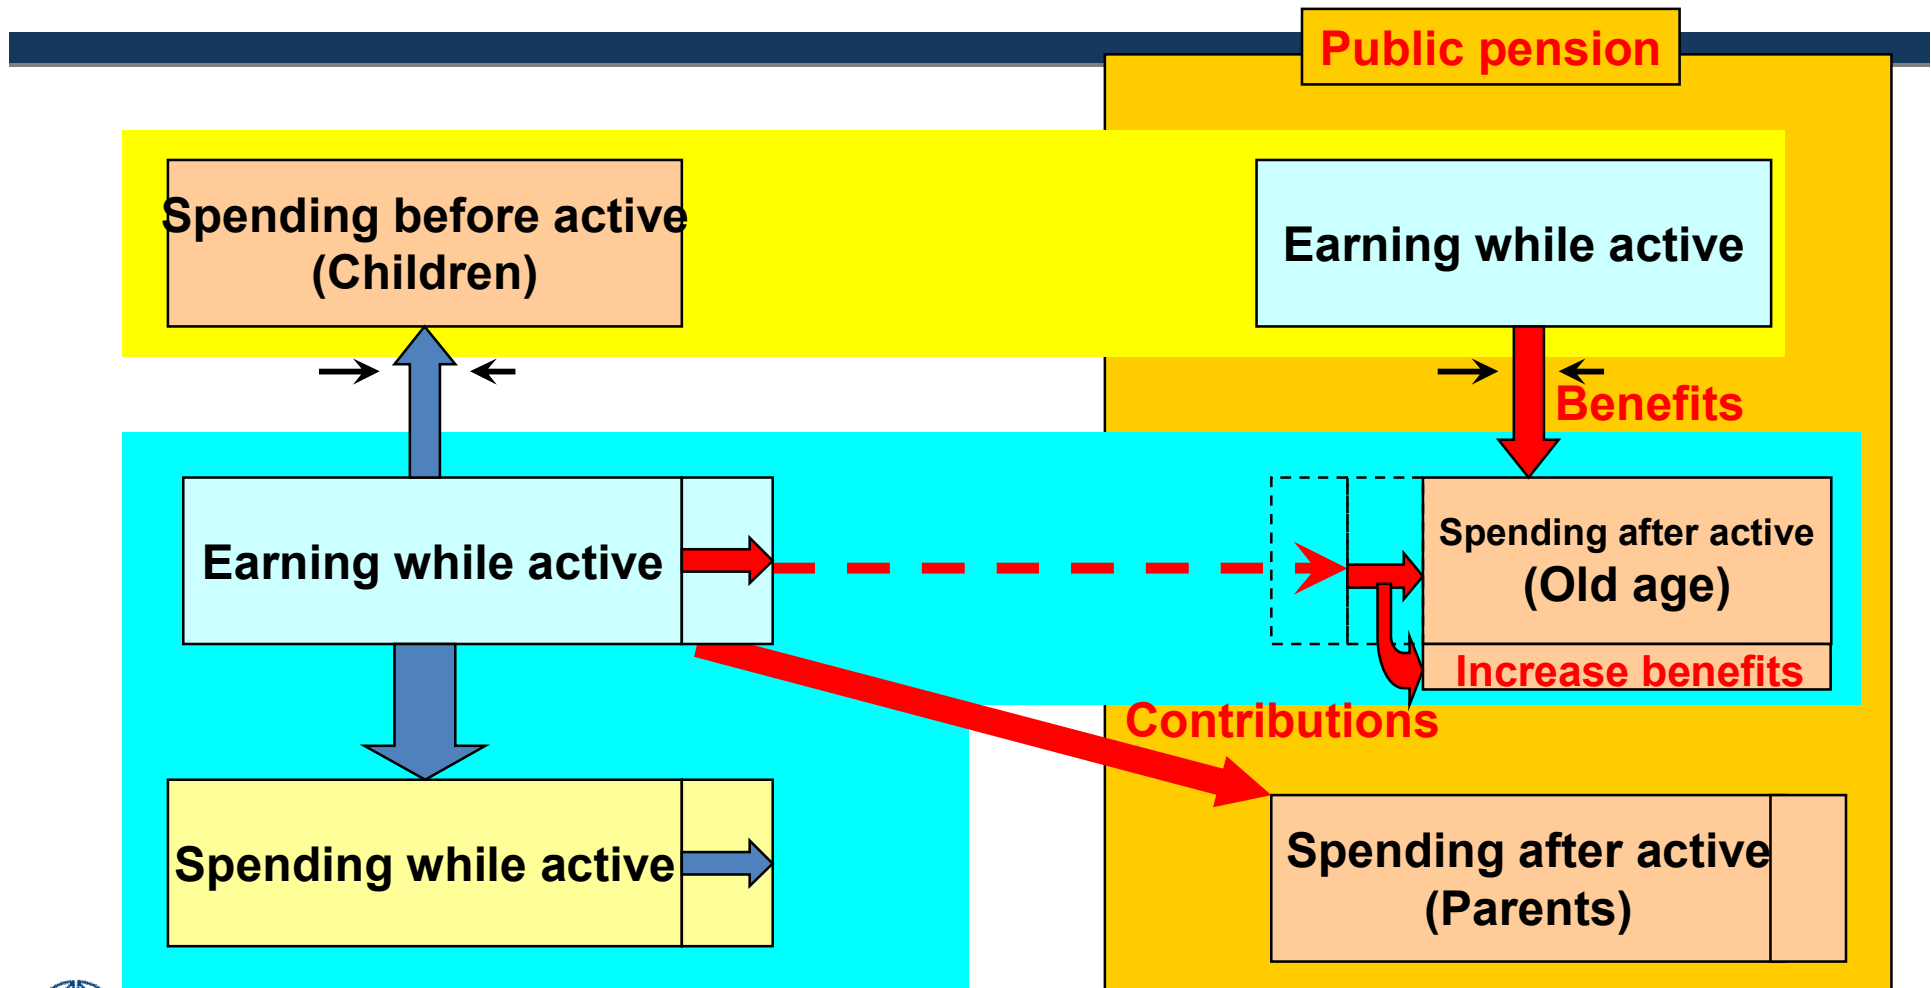 Public pension
Spending before active
(Children)
Earning while active
Benefits
Earning while active
Spending after active
(Old age)
Increase benefits
Contributions
Spending while active
Spending after active
(Parents)